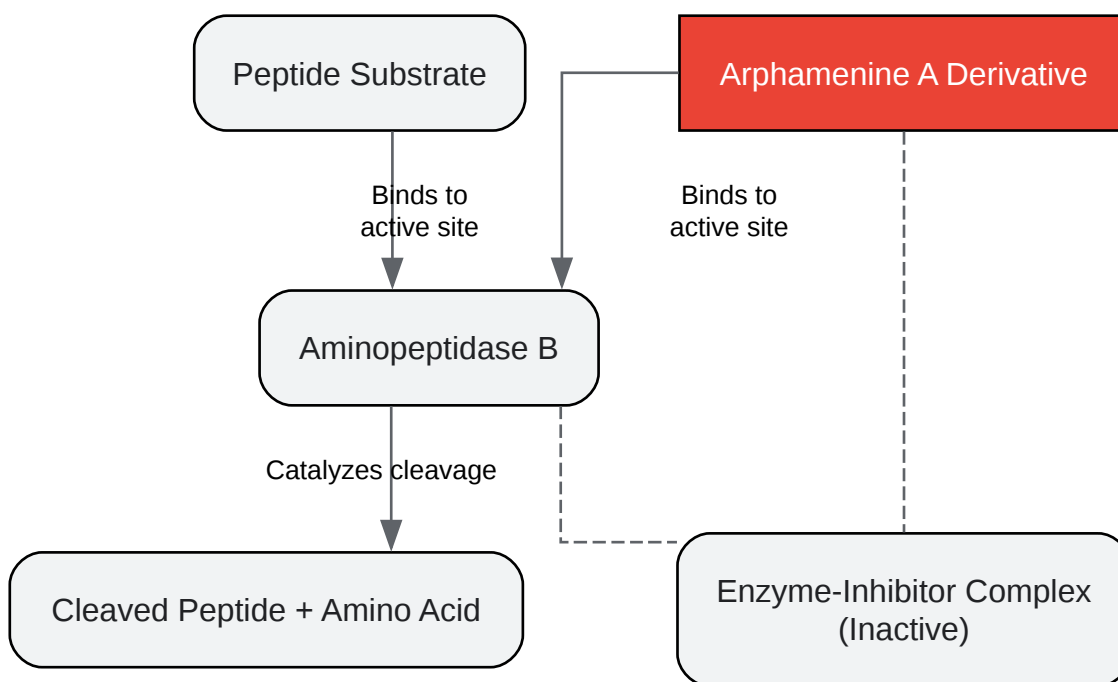 Peptide Substrate
Arphamenine A Derivative
Binds to
active site
Binds to
active site
Aminopeptidase B
Catalyzes cleavage
Cleaved Peptide + Amino Acid
Enzyme-Inhibitor Complex
(Inactive)